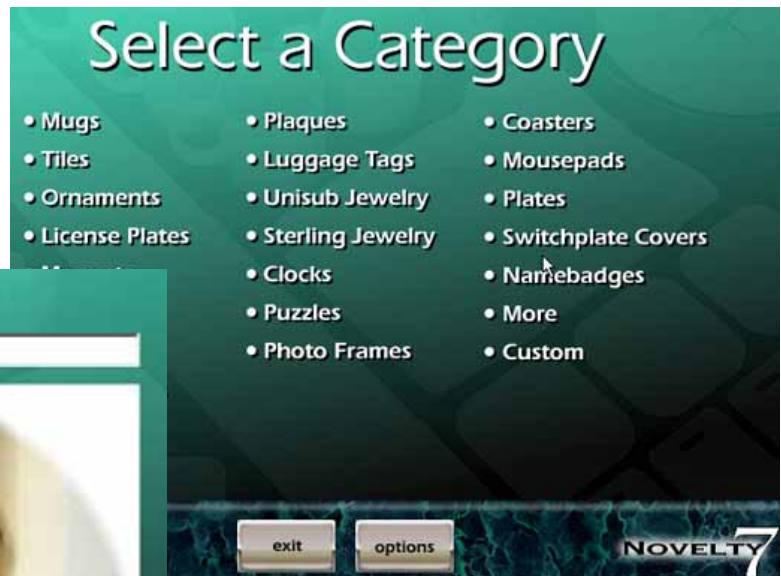 Select a Category
• Mugs
• Tiles
• Ornaments
• License Plates
• Plaques
• Luggage Tags
• Unisub Jewelry
• Sterling Jewelry
• Clocks
• Puzzles
• Photo Frames
• Coasters
• Mousepads
• Plates
• Switchplate Covers
• Namebadges
• More
• Custom
exit
options
NOVELTY 7